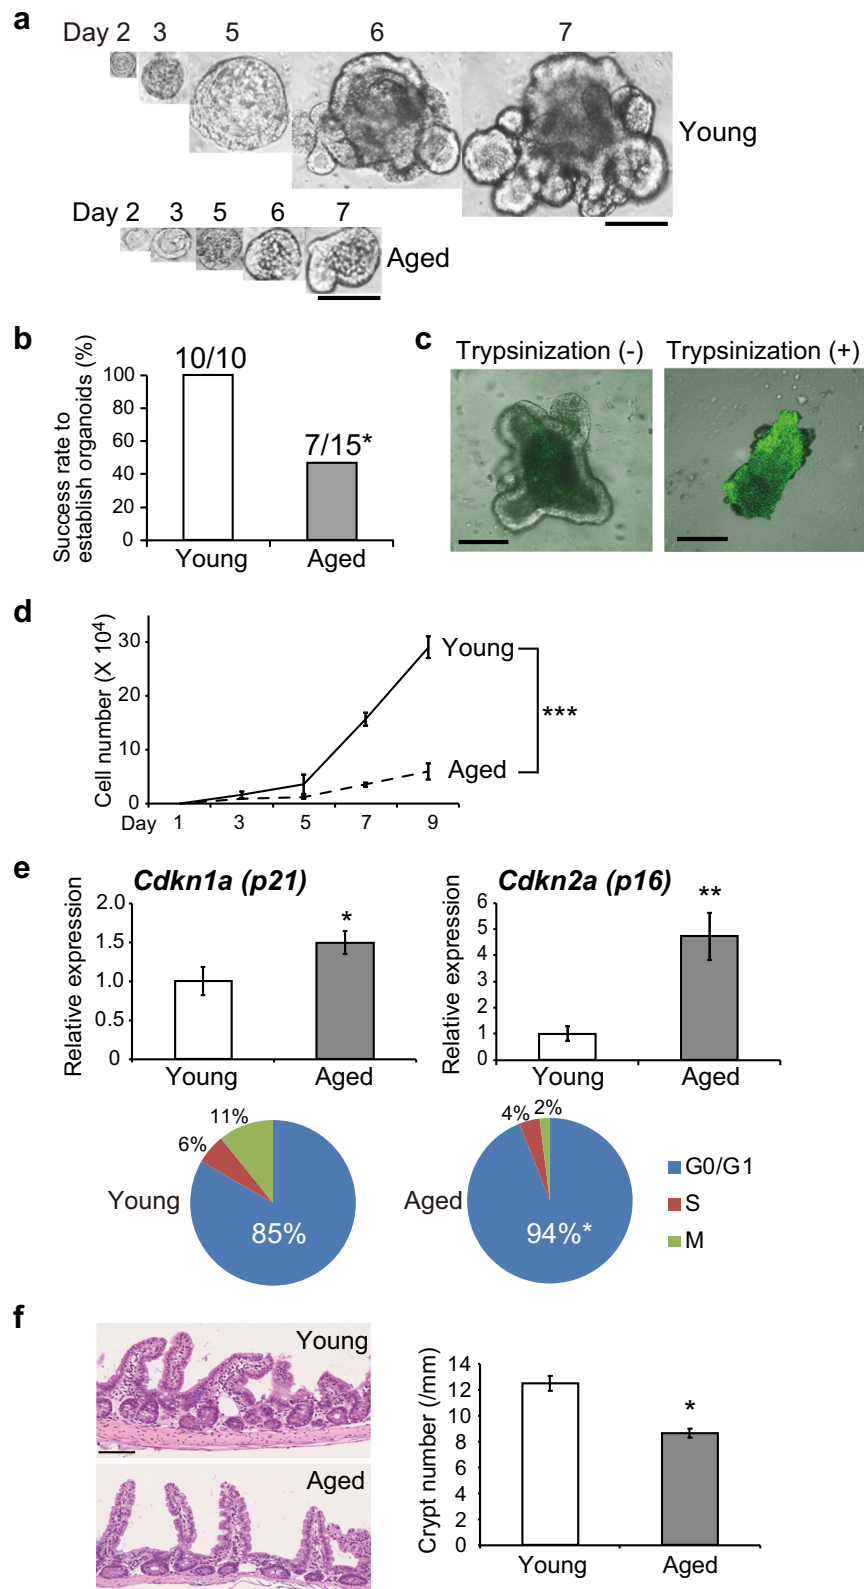 a
Day 2 3 5 6 7
Young
Day 2 3 5 6 7
Aged
b
Success rate to
establish organoids (%)
100
80
60
40
20
0
10/10
7/15*
Young Aged
c
Trypsinization (-) Trypsinization (+)
d
Cell number (X 10⁴)
30
20
10
0
Day 1 3 5 7 9
Young
Aged
***
e
Cdkn1a (p21)
Relative expression
2.0
1.5
1.0
0.5
0
*
Young Aged
Cdkn2a (p16)
Relative expression
6
5
4
3
2
1
0
**
Young Aged
11%
6%
Young
85%
4% 2%
Aged
94%*
G0/G1
S
M
f
Young
Aged
Crypt number (/mm)
14
12
10
8
6
4
2
0
*
Young Aged